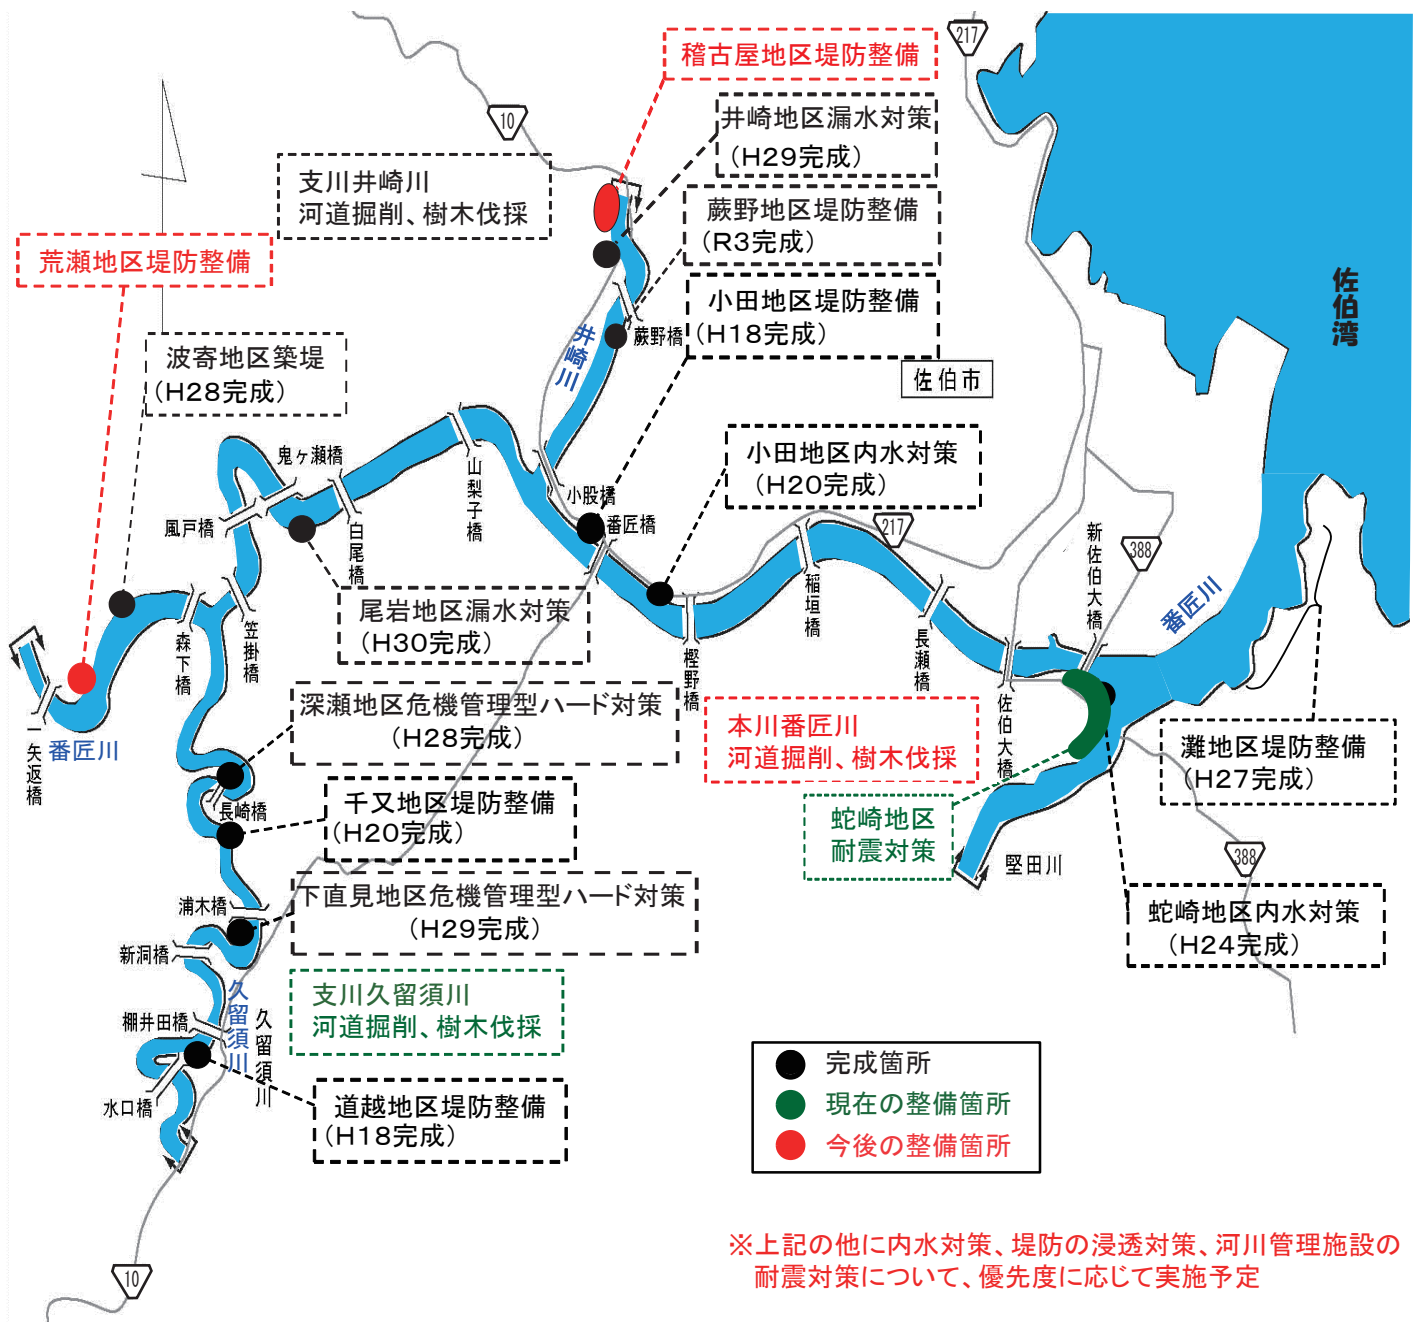 217
稽古屋地区堤防整備
10
井崎地区漏水対策
(H29完成)
支川井崎川
河道掘削、樹木伐採
蕨野地区堤防整備
(R3完成)
荒瀬地区堤防整備
小田地区堤防整備
(H18完成)
佐伯湾
蕨野橋
井崎川
波寄地区築堤
(H28完成)
佐伯市
鬼ヶ瀬橋
山梨子橋
小田地区内水対策
(H20完成)
小股橋
番匠橋
風戸橋
白尾橋
217
新佐伯大橋
388
尾岩地区漏水対策
(H30完成)
稲垣橋
番匠川
森下橋
笠掛橋
樫野橋
長瀬橋
佐伯大橋
深瀬地区危機管理型ハード対策
(H28完成)
本川番匠川
河道掘削、樹木伐採
一矢返橋
番匠川
灘地区堤防整備
(H27完成)
長崎橋
千又地区堤防整備
(H20完成)
蛇崎地区
耐震対策
堅田川
388
浦木橋
下直見地区危機管理型ハード対策
(H29完成)
蛇崎地区内水対策
(H24完成)
新洞橋
久留須川
支川久留須川
河道掘削、樹木伐採
棚井田橋
久留須川
水口橋
道越地区堤防整備
(H18完成)
完成箇所
現在の整備箇所
今後の整備箇所
10
※上記の他に内水対策、堤防の浸透対策、河川管理施設の
耐震対策について、優先度に応じて実施予定